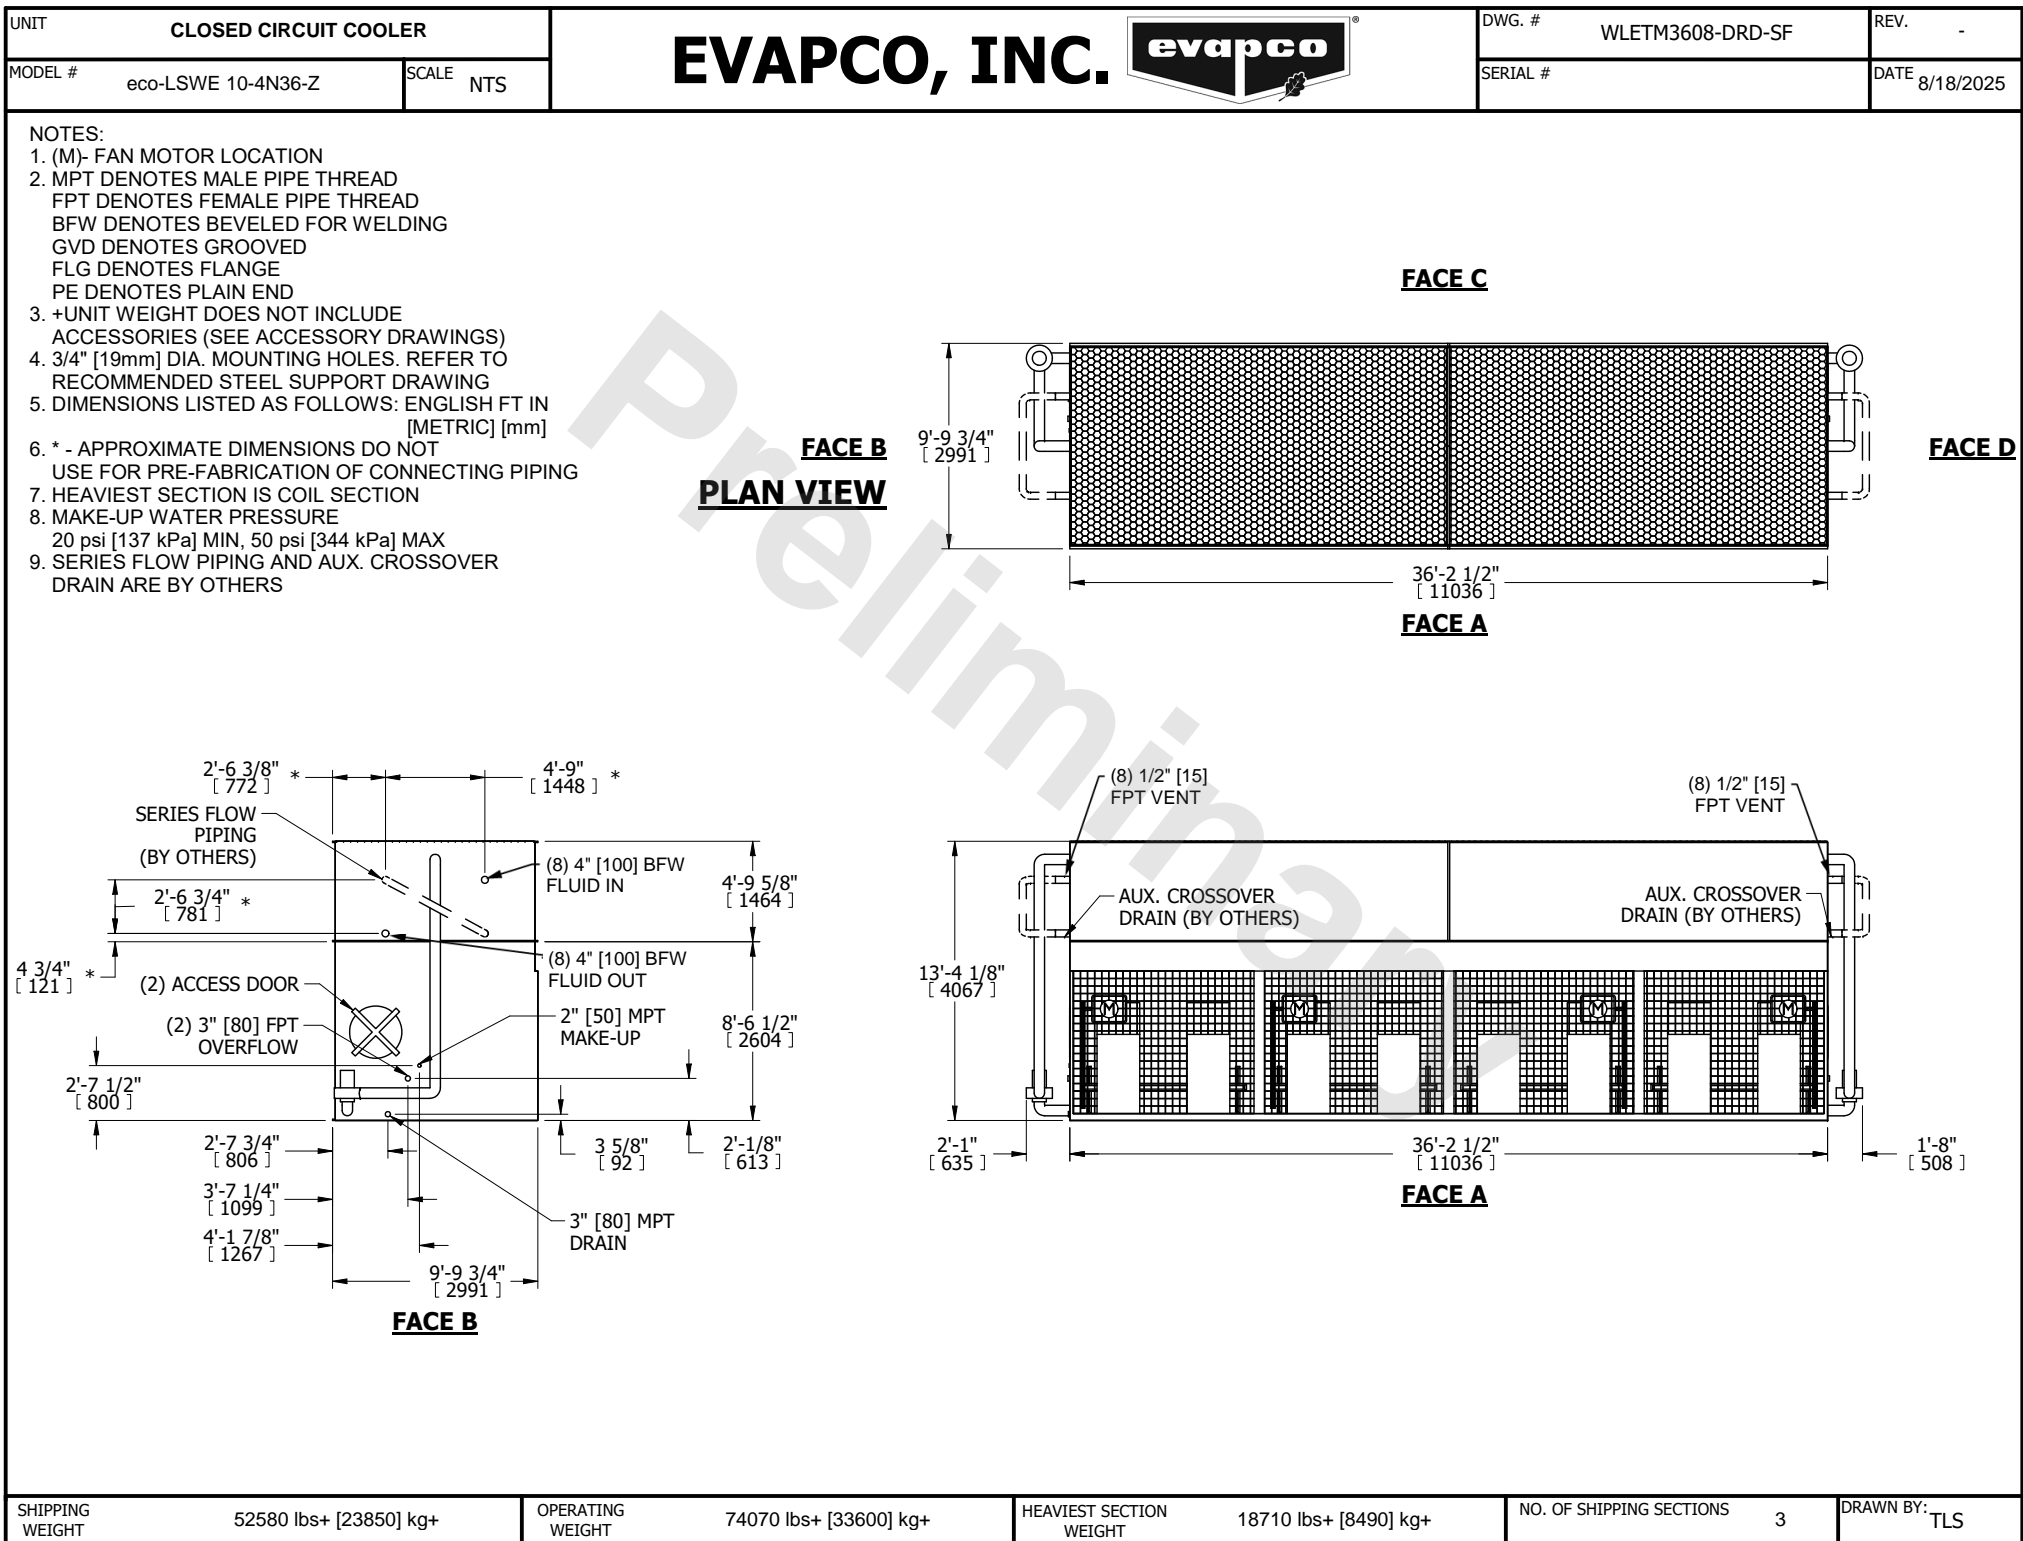 UNIT
CLOSED CIRCUIT COOLER
MODEL #
eco-LSWE 10-4N36-Z
SCALE
NTS
EVAPCO, INC.
evapco
®
DWG. #
WLETM3608-DRD-SF
REV.
-
SERIAL #
DATE
8/18/2025
NOTES:
1. (M)- FAN MOTOR LOCATION
2. MPT DENOTES MALE PIPE THREAD
FPT DENOTES FEMALE PIPE THREAD
BFW DENOTES BEVELED FOR WELDING
GVD DENOTES GROOVED
FLG DENOTES FLANGE
PE DENOTES PLAIN END
3. +UNIT WEIGHT DOES NOT INCLUDE
ACCESSORIES (SEE ACCESSORY DRAWINGS)
4. 3/4" [19mm] DIA. MOUNTING HOLES. REFER TO
RECOMMENDED STEEL SUPPORT DRAWING
5. DIMENSIONS LISTED AS FOLLOWS: ENGLISH FT IN
[METRIC] [mm]
6. * - APPROXIMATE DIMENSIONS DO NOT
USE FOR PRE-FABRICATION OF CONNECTING PIPING
7. HEAVIEST SECTION IS COIL SECTION
8. MAKE-UP WATER PRESSURE
20 psi [137 kPa] MIN, 50 psi [344 kPa] MAX
9. SERIES FLOW PIPING AND AUX. CROSSOVER
DRAIN ARE BY OTHERS
Preliminary
FACE C
FACE B
PLAN VIEW
9'-9 3/4"
[ 2991 ]
FACE D
36'-2 1/2"
[ 11036 ]
FACE A
2'-6 3/8" *
[ 772 ]
4'-9" *
[ 1448 ]
SERIES FLOW
PIPING
(BY OTHERS)
(8) 4" [100] BFW
FLUID IN
4'-9 5/8"
[ 1464 ]
2'-6 3/4" *
[ 781 ]
(8) 4" [100] BFW
FLUID OUT
4 3/4" *
[ 121 ]
(2) ACCESS DOOR
(2) 3" [80] FPT
OVERFLOW
2" [50] MPT
MAKE-UP
8'-6 1/2"
[ 2604 ]
2'-7 1/2"
[ 800 ]
2'-7 3/4"
[ 806 ]
3 5/8"
[ 92 ]
2'-1/8"
[ 613 ]
3'-7 1/4"
[ 1099 ]
3" [80] MPT
DRAIN
4'-1 7/8"
[ 1267 ]
9'-9 3/4"
[ 2991 ]
FACE B
(8) 1/2" [15]
FPT VENT
(8) 1/2" [15]
FPT VENT
AUX. CROSSOVER
DRAIN (BY OTHERS)
AUX. CROSSOVER
DRAIN (BY OTHERS)
13'-4 1/8"
[ 4067 ]
M
M
M
M
2'-1"
[ 635 ]
36'-2 1/2"
[ 11036 ]
1'-8"
[ 508 ]
FACE A
SHIPPING
WEIGHT
52580 lbs+ [23850] kg+
OPERATING
WEIGHT
74070 lbs+ [33600] kg+
HEAVIEST SECTION
WEIGHT
18710 lbs+ [8490] kg+
NO. OF SHIPPING SECTIONS
3
DRAWN BY:
TLS